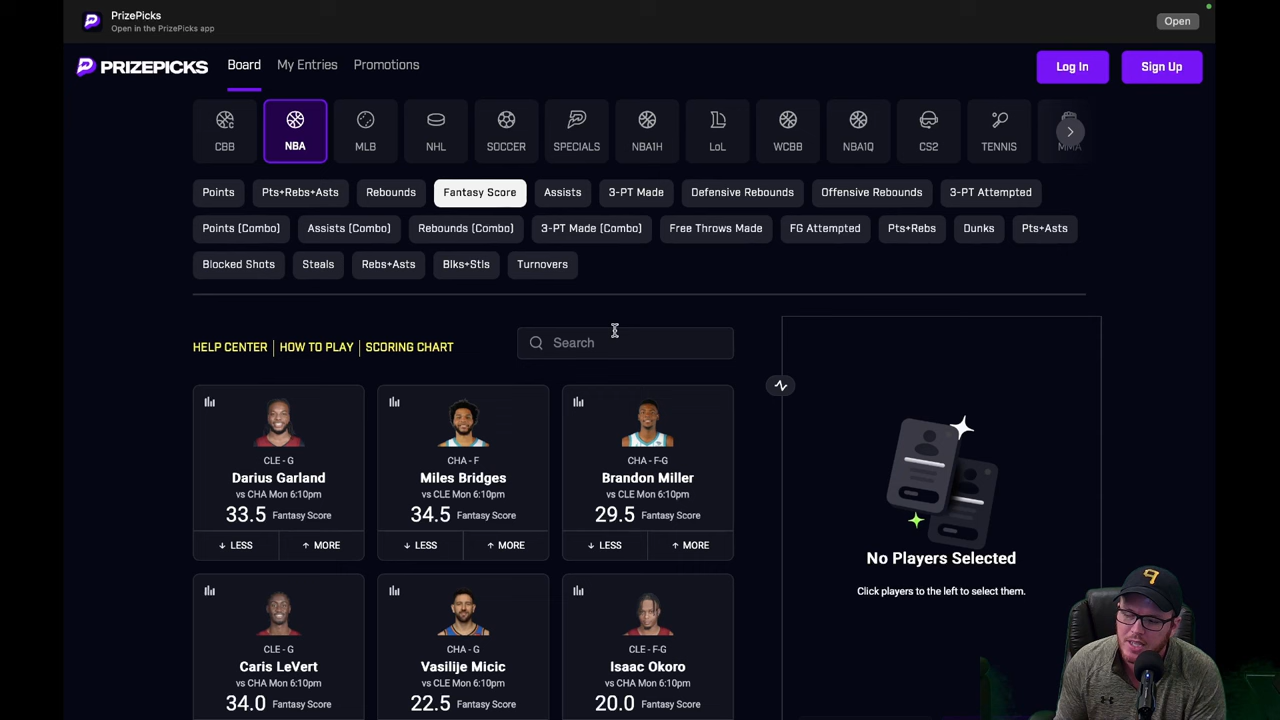 PrizePicks
Open in the PrizePicks app
Open
PRIZEPICKS
Board
My Entries
Promotions
Log In
Sign Up
CBB
NBA
MLB
NHL
SOCCER
SPECIALS
NBA1H
LoL
WCBB
NBA1Q
CS2
TENNIS
MMA
Points
Pts+Rebs+Asts
Rebounds
Fantasy Score
Assists
3-PT Made
Defensive Rebounds
Offensive Rebounds
3-PT Attempted
Points (Combo)
Assists (Combo)
Rebounds (Combo)
3-PT Made (Combo)
Free Throws Made
FG Attempted
Pts+Rebs
Dunks
Pts+Asts
Blocked Shots
Steals
Rebs+Asts
Blks+Stls
Turnovers
HELP CENTER
HOW TO PLAY
SCORING CHART
Search
CLE - G
Darius Garland
vs CHA Mon 6:10pm
33.5 Fantasy Score
LESS
MORE
CHA - F
Miles Bridges
vs CLE Mon 6:10pm
34.5 Fantasy Score
LESS
MORE
CHA - F-G
Brandon Miller
vs CLE Mon 6:10pm
29.5 Fantasy Score
LESS
MORE
CLE - G
Caris LeVert
vs CHA Mon 6:10pm
34.0 Fantasy Score
CHA - G
Vasilije Micic
vs CLE Mon 6:10pm
22.5 Fantasy Score
CLE - F-G
Isaac Okoro
vs CHA Mon 6:10pm
20.0 Fantasy Score
No Players Selected
Click players to the left to select them.
9